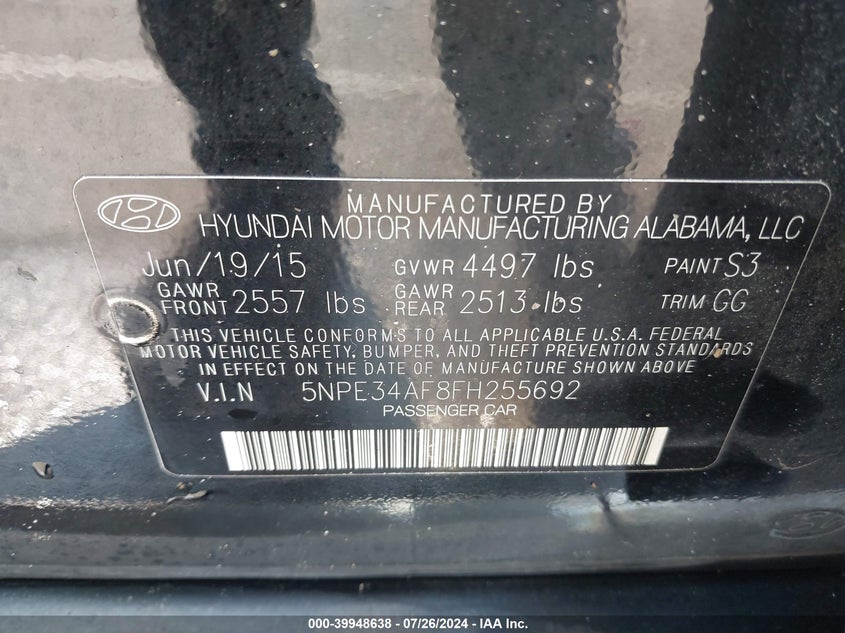 MANUFACTURED BY
HYUNDAI MOTOR MANUFACTURING ALABAMA, LLC
Jun/19/15 GVWR 4497 lbs PAINT S3
GAWR FRONT 2557 lbs GAWR REAR 2513 lbs TRIM GG
THIS VEHICLE CONFORMS TO ALL APPLICABLE U.S.A. FEDERAL
MOTOR VEHICLE SAFETY, BUMPER, AND THEFT PREVENTION STANDARDS
IN EFFECT ON THE DATE OF MANUFACTURE SHOWN ABOVE
V.I.N 5NPE34AF8FH255692
PASSENGER CAR
000-39948638 - 07/26/2024 - IAA Inc.